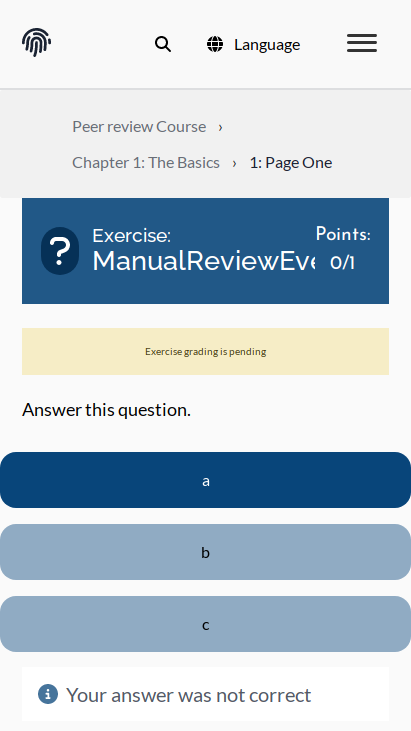 Language
Peer review Course ›
Chapter 1: The Basics › 1: Page One
Exercise:
Points:
ManualReviewEve
0/1
Exercise grading is pending
Answer this question.
a
b
c
Your answer was not correct